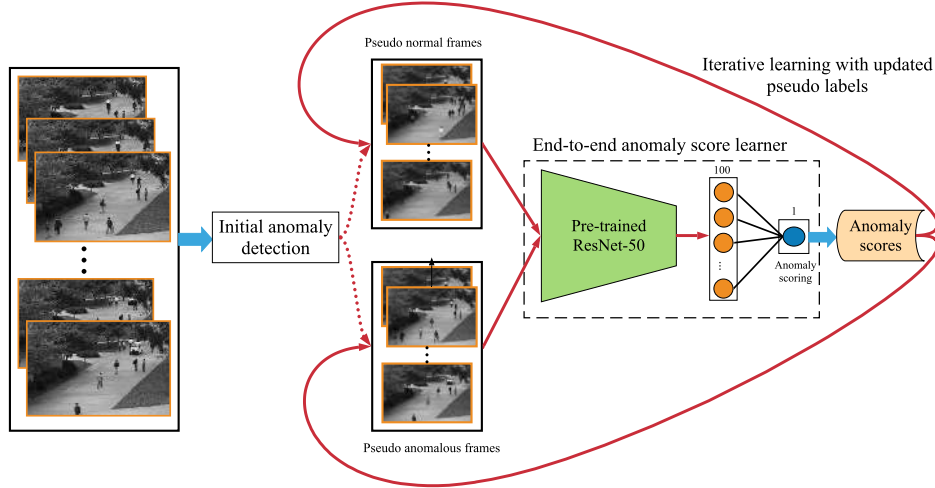 Pseudo normal frames
Iterative learning with updated
pseudo labels
End-to-end anomaly score learner
100
Initial anomaly
detection
Pre-trained
ResNet-50
...
1
Anomaly
scoring
Anomaly
scores
Pseudo anomalous frames